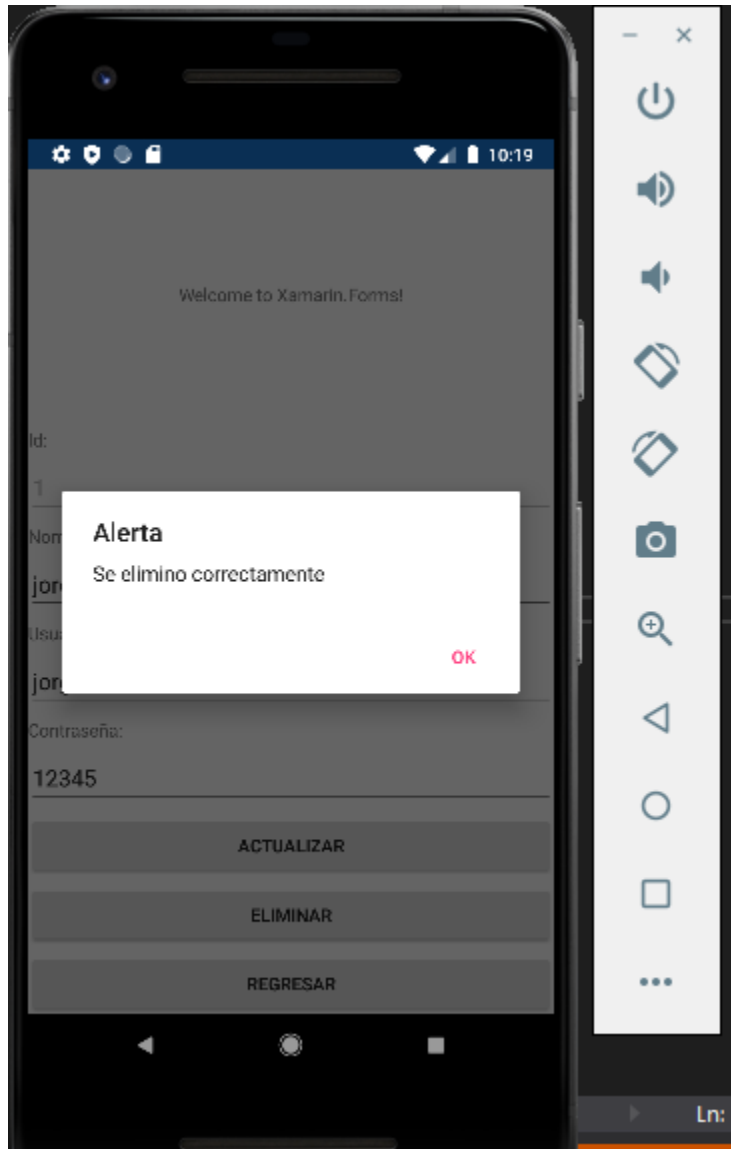 10:19
Welcome to Xamarin.Forms!
Id:
1
Alerta
Se elimino correctamente
OK
Contraseña:
12345
ACTUALIZAR
ELIMINAR
REGRESAR
Ln: